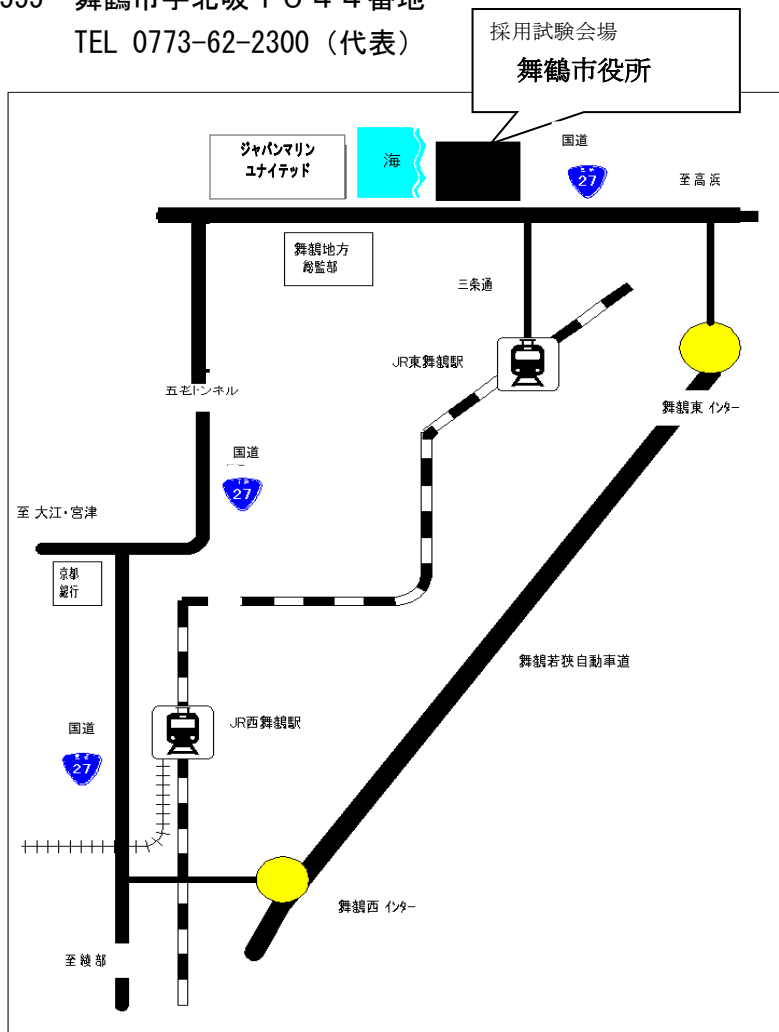 舞鶴市字北吸１０４４番地
TEL 0773-62-2300（代表）
採用試験会場
舞鶴市役所
ジャパンマリン
ユナイテッド
海
国道
27
至高浜
舞鶴地方
総監部
三条通
JR東舞鶴駅
舞鶴東 インター
五老トンネル
国道
27
至 大江・宮津
京都
銀行
舞鶴若狭自動車道
国道
27
JR西舞鶴駅
舞鶴西 インター
至綾部